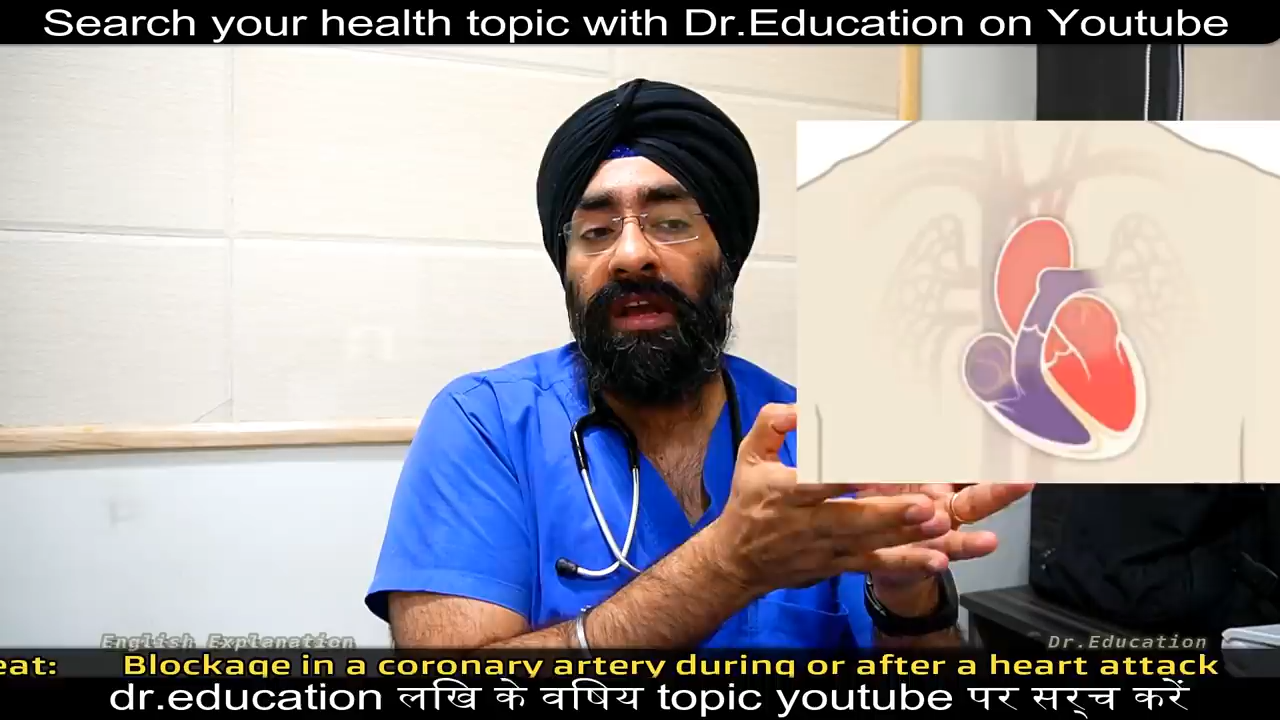 Search your health topic with Dr.Education on Youtube
English Explanation
Dr.Education
eat: Blockage in a coronary artery during or after a heart attack
dr.education लखि के वषिय topic youtube पर सर्च करें